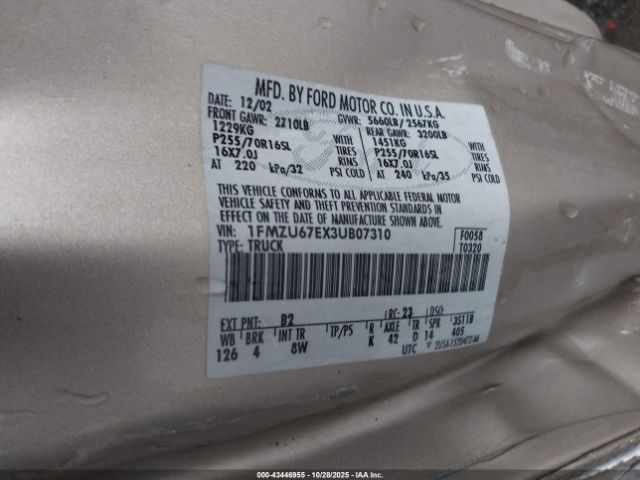 MFD. BY FORD MOTOR CO. IN U.S.A.
DATE: 12/02 GVWR: 5660LB/2567KG
FRONT GAWR: 2710LB REAR GAWR: 3200LB
1229KG WITH 1451KG WITH
P255/70R16SL TIRES P255/70R16SL TIRES
16X7.0J RIMS 16X7.0J RIMS
AT 220 kPa/32 PSI COLD AT 240 kPa/35 PSI COLD
THIS VEHICLE CONFORMS TO ALL APPLICABLE FEDERAL MOTOR
VEHICLE SAFETY AND THEFT PREVENTION STANDARDS IN
EFFECT ON THE DATE OF MANUFACTURE SHOWN ABOVE.
VIN: 1FMZU67EX3UB07310 F0058
TYPE: TRUCK T0320
EXT PNT: B2 RC: 23 DSO:
WB BRK INT TR TP/PS R AXLE TR SPR 3511B
126 4 8W K 42 D 14 405
UTC
00-43446955 - 10/28/2025 - Copyright © IAA, Inc.